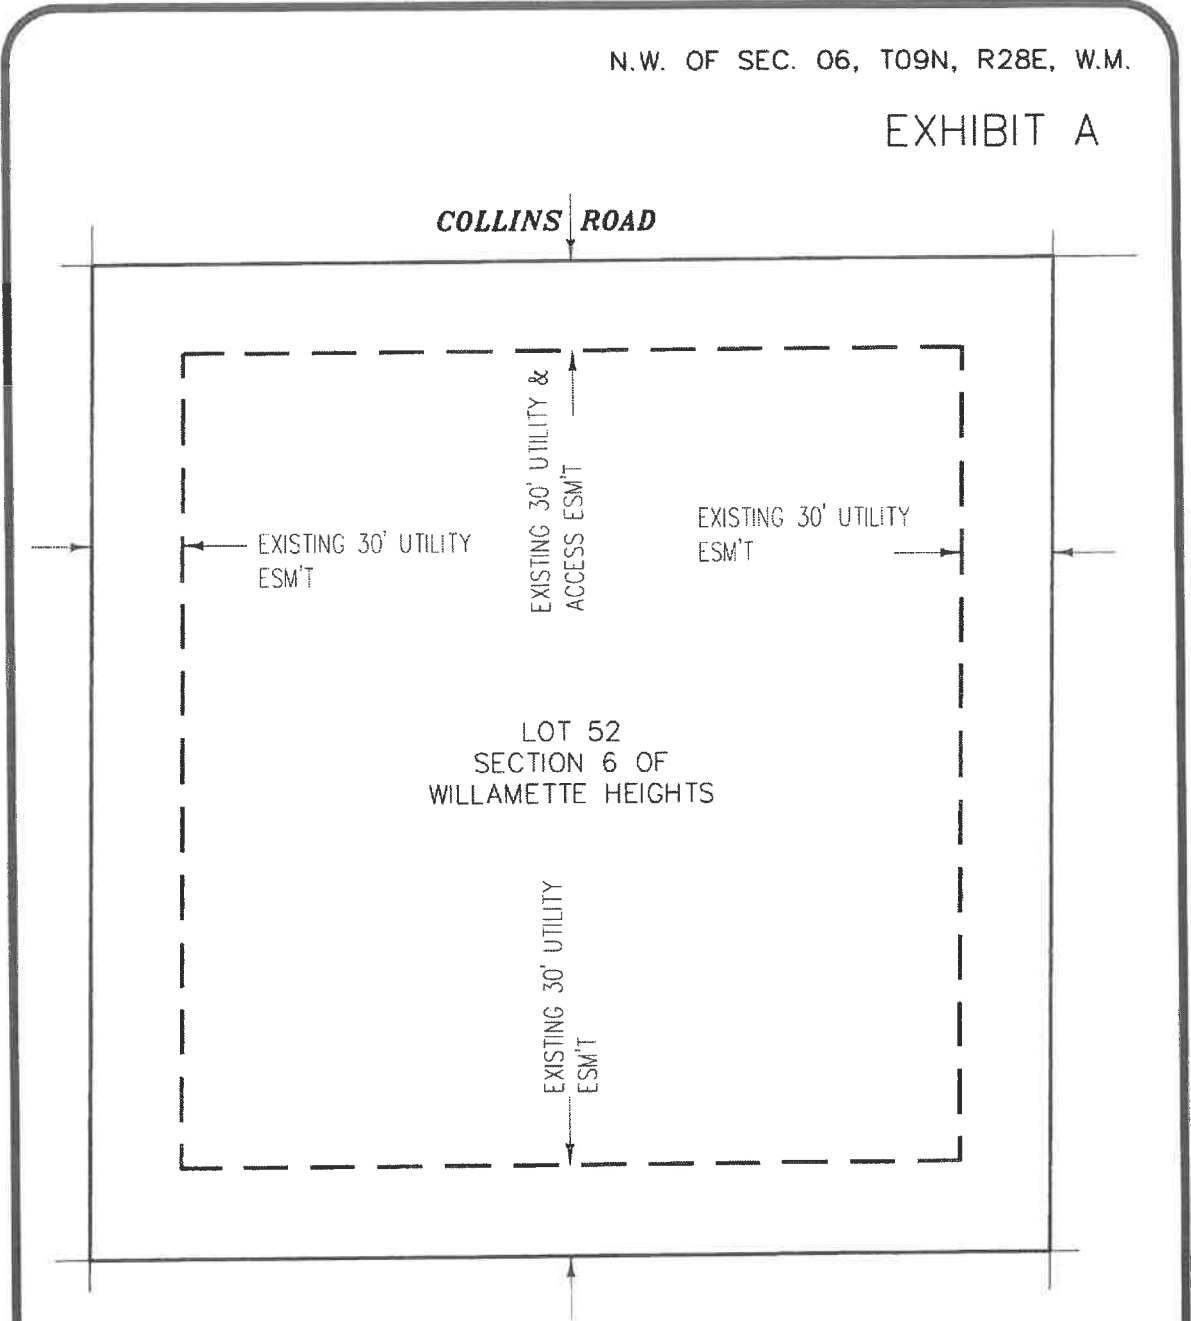 N.W. OF SEC. 06, T09N, R28E, W.M.
EXHIBIT A
COLLINS ROAD
EXISTING 30' UTILITY &
ACCESS ESM'T
EXISTING 30' UTILITY
ESM'T
EXISTING 30' UTILITY
ESM'T
LOT 52
SECTION 6 OF
WILLAMETTE HEIGHTS
EXISTING 30' UTILITY
ESM'T